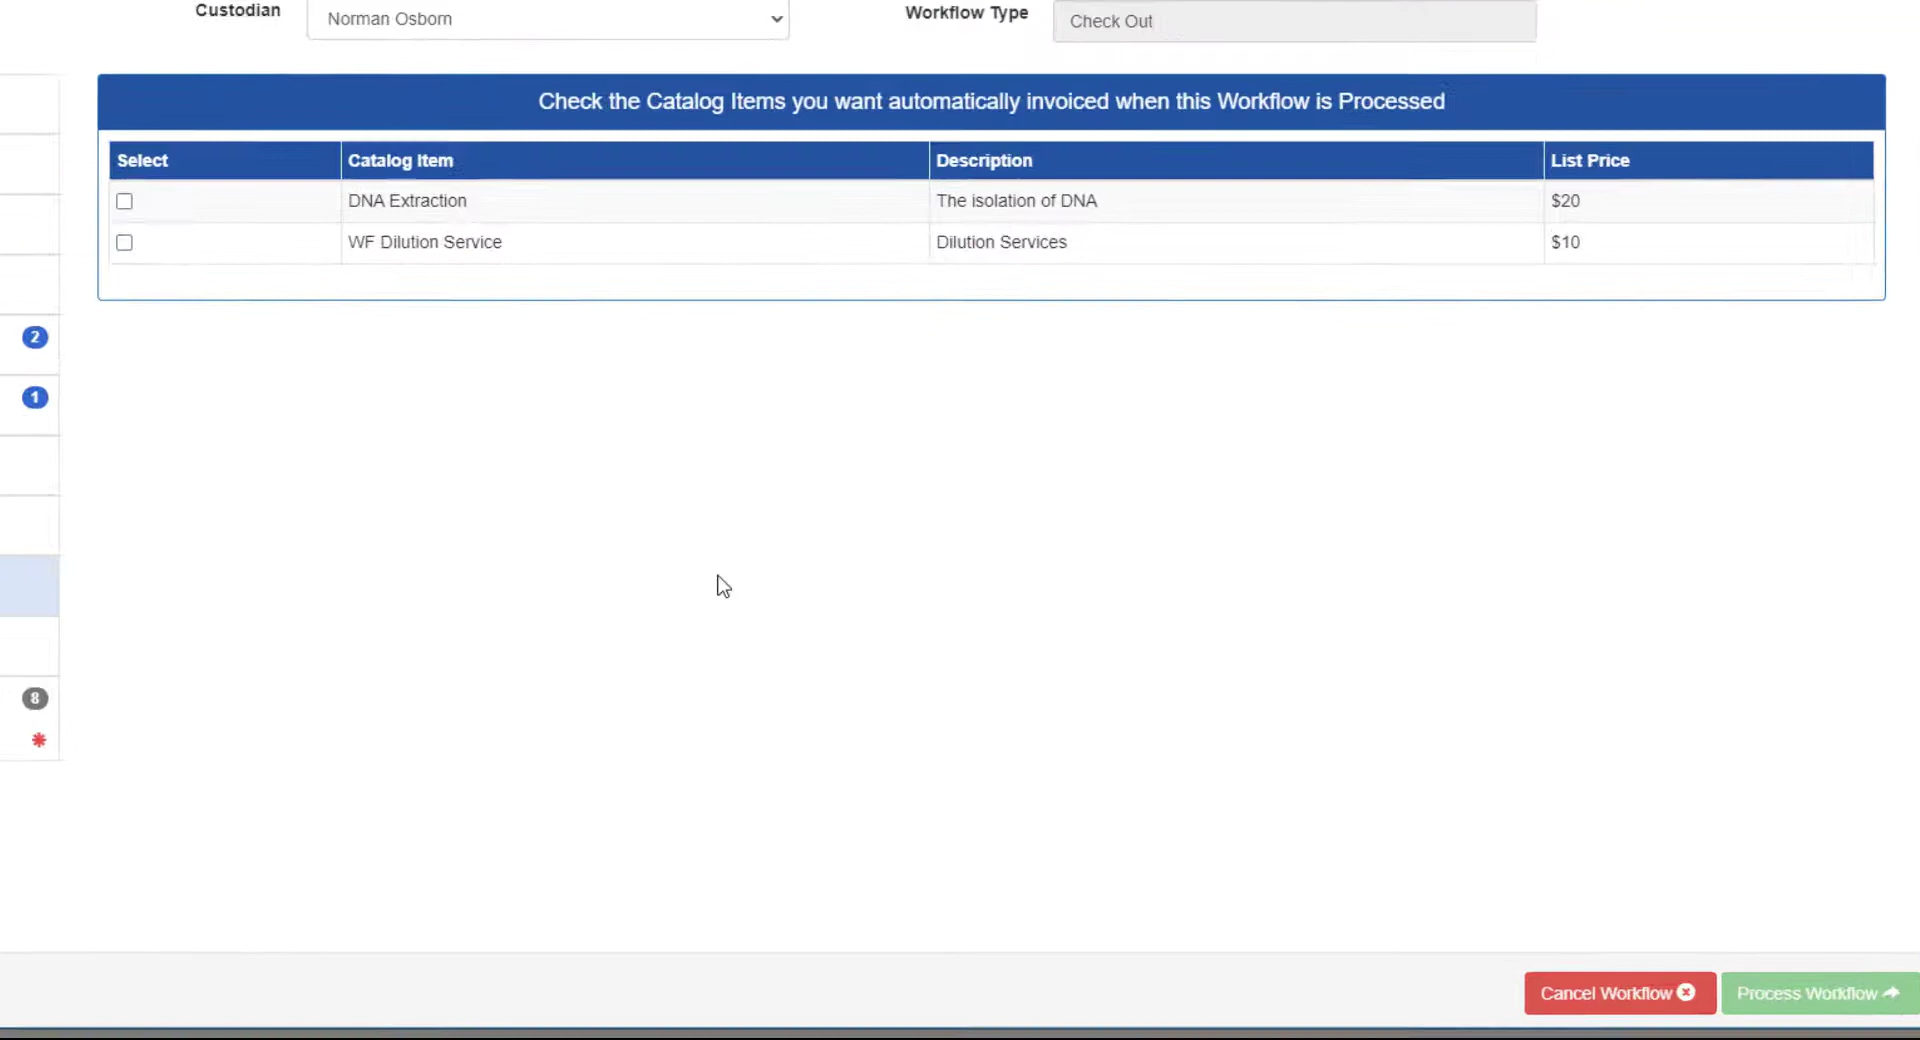 Custodian Norman Osborn Workflow Type Check Out
Check the Catalog Items you want automatically invoiced when this Workflow is Processed
Select Catalog Item Description List Price
DNA Extraction The isolation of DNA $20
WF Dilution Service Dilution Services $10
2
1
8
Cancel Workflow Process Workflow